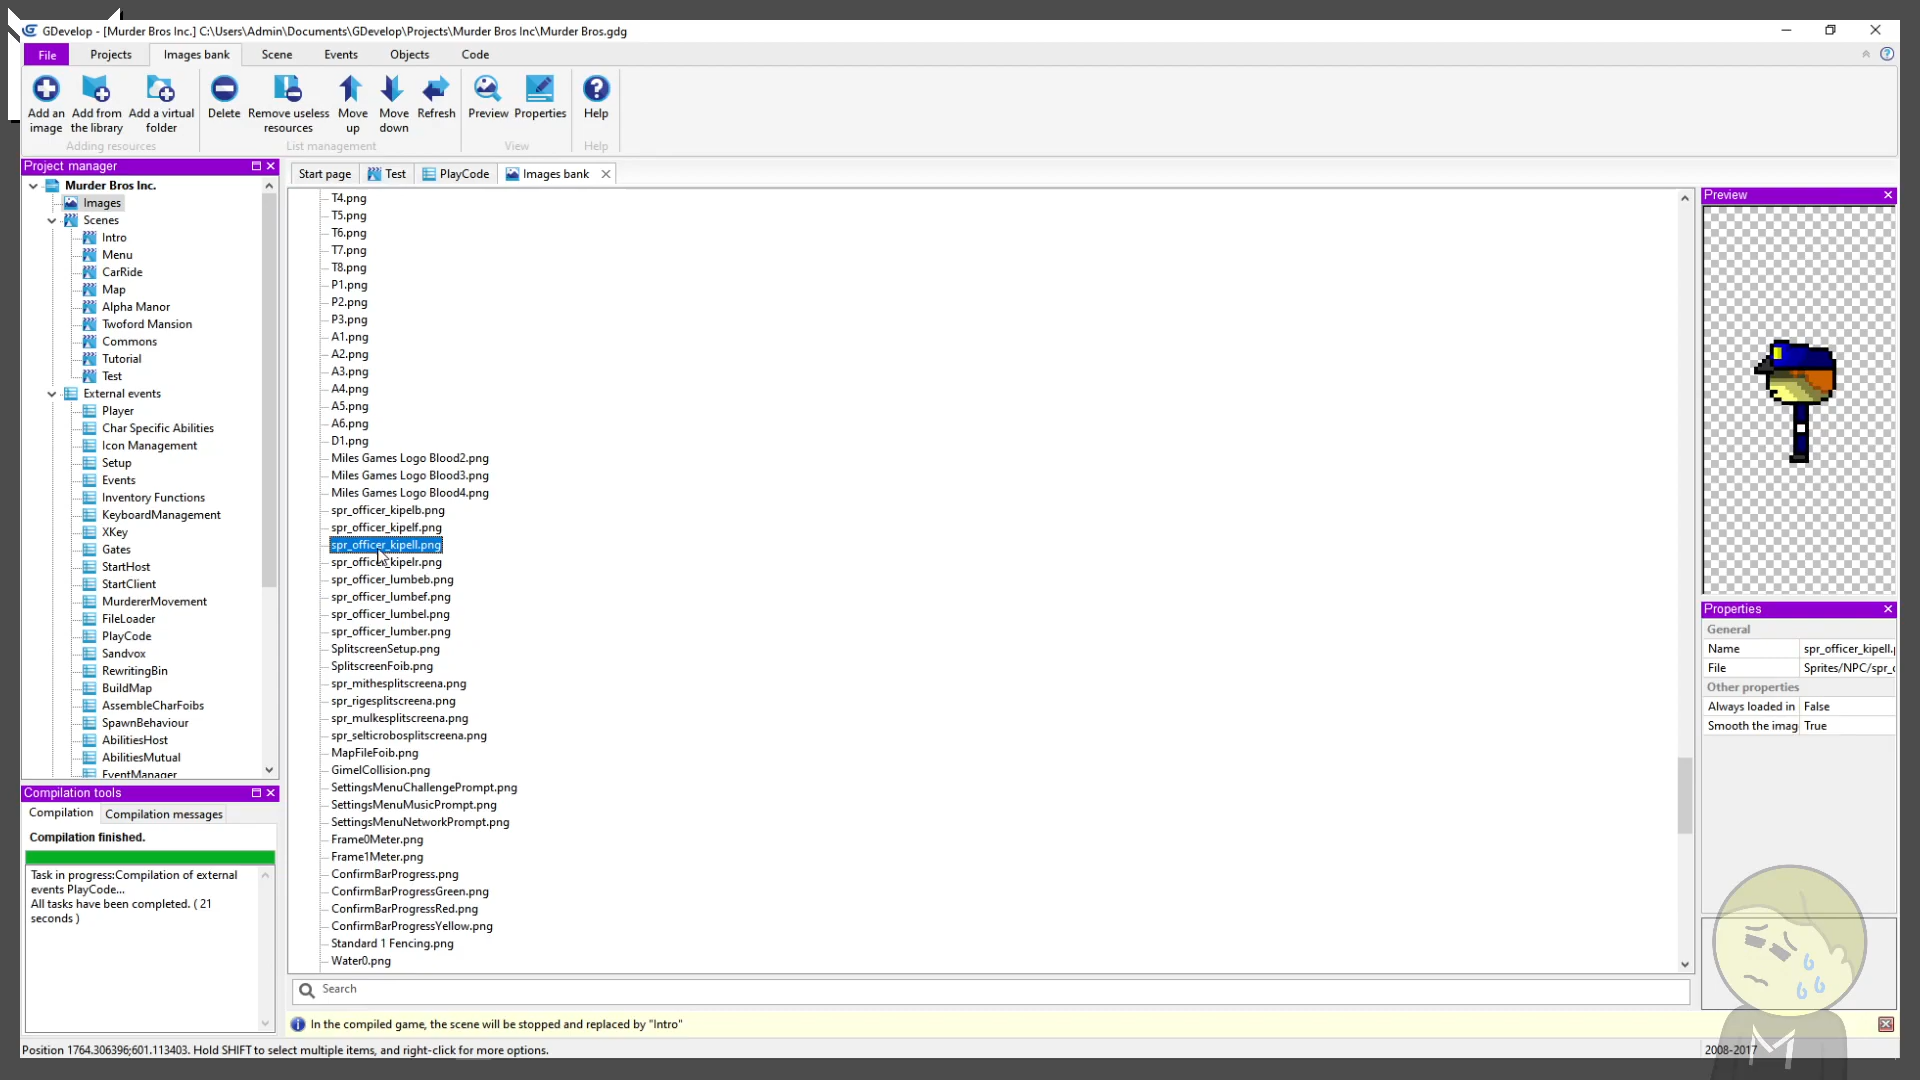 GDevelop - [Murder Bros Inc.] C:\Users\Admin\Documents\GDevelop\Projects\Murder Bros Inc\Murder Bros.gdg
File Projects Images bank Scene Events Objects Code
Add an image
Add from the library
Add a virtual folder
Delete
Remove useless resources
Move up
Move down
Refresh
Preview
Properties
Help
Adding resources
List management
View
Help
Project manager
Murder Bros Inc.
Images
Scenes
Intro
Menu
CarRide
Map
Alpha Manor
Twoford Mansion
Commons
Tutorial
Test
External events
Player
Char Specific Abilities
Icon Management
Setup
Events
Inventory Functions
KeyboardManagement
XKey
Gates
StartHost
StartClient
MurdererMovement
FileLoader
PlayCode
Sandvox
RewritingBin
BuildMap
AssembleCharFoibs
SpawnBehaviour
AbilitiesHost
AbilitiesMutual
EventManager
Compilation tools
Compilation
Compilation messages
Compilation finished.
Task in progress:Compilation of external
events PlayCode...
All tasks have been completed. ( 21
seconds )
Start page
Test
PlayCode
Images bank
T4.png
T5.png
T6.png
T7.png
T8.png
P1.png
P2.png
P3.png
A1.png
A2.png
A3.png
A4.png
A5.png
A6.png
D1.png
Miles Games Logo Blood2.png
Miles Games Logo Blood3.png
Miles Games Logo Blood4.png
spr_officer_kipelb.png
spr_officer_kipelf.png
spr_officer_kipell.png
spr_officer_kipelr.png
spr_officer_lumbeb.png
spr_officer_lumbef.png
spr_officer_lumbel.png
spr_officer_lumber.png
SplitscreenSetup.png
SplitscreenFoib.png
spr_mithesplitscreena.png
spr_rigesplitscreena.png
spr_mulkesplitscreena.png
spr_selticrobosplitscreena.png
MapFileFoib.png
GimelCollision.png
SettingsMenuChallengePrompt.png
SettingsMenuMusicPrompt.png
SettingsMenuNetworkPrompt.png
Frame0Meter.png
Frame1Meter.png
ConfirmBarProgress.png
ConfirmBarProgressGreen.png
ConfirmBarProgressRed.png
ConfirmBarProgressYellow.png
Standard 1 Fencing.png
Water0.png
Search
In the compiled game, the scene will be stopped and replaced by "Intro"
Preview
Properties
General
Name spr_officer_kipell.
File Sprites/NPC/spr_
Other properties
Always loaded in False
Smooth the imag True
Position 1764.306396;601.113403. Hold SHIFT to select multiple items, and right-click for more options.
2008-2017
M